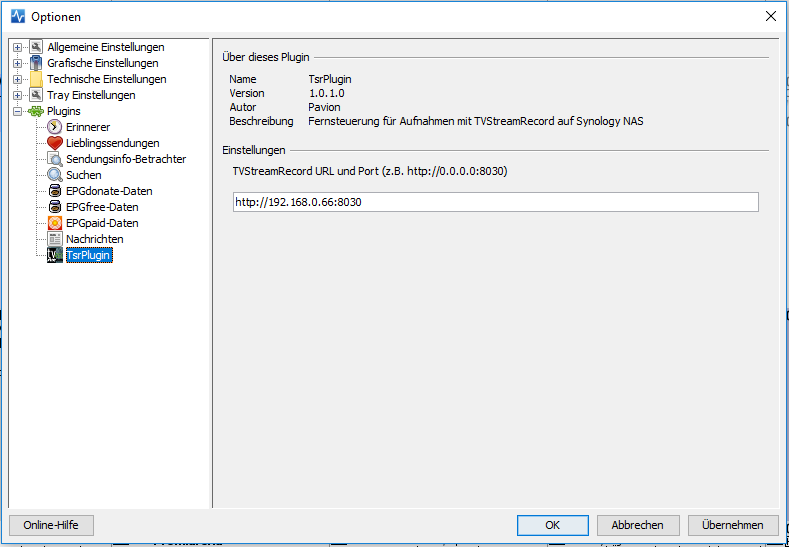 Optionen
Allgemeine Einstellungen
Grafische Einstellungen
Technische Einstellungen
Tray Einstellungen
Plugins
Erinnerer
Lieblingssendungen
Sendungsinfo-Betrachter
Suchen
EPGdonate-Daten
EPGfree-Daten
EPGpaid-Daten
Nachrichten
TsrPlugin
Über dieses Plugin
Name TsrPlugin
Version 1.0.1.0
Autor Pavion
Beschreibung Fernsteuerung für Aufnahmen mit TVStreamRecord auf Synology NAS
Einstellungen
TVStreamRecord URL und Port (z.B. http://0.0.0.0:8030)
http://192.168.0.66:8030
Online-Hilfe OK Abbrechen Übernehmen